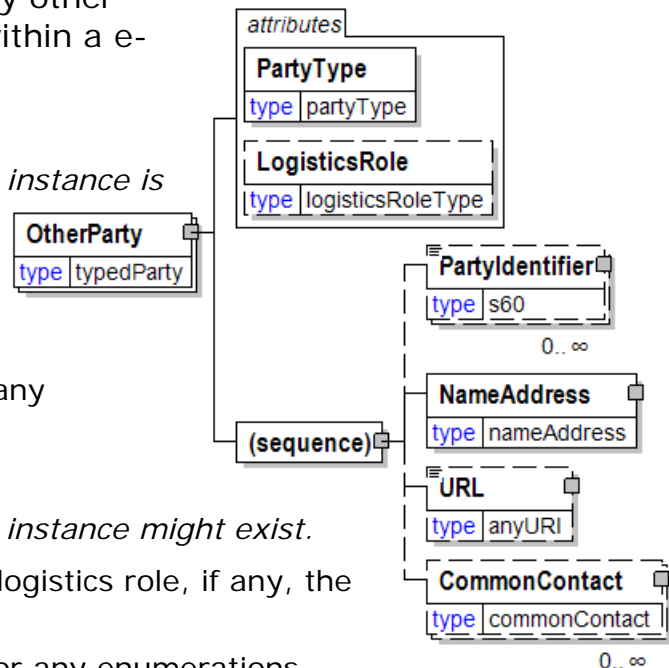 y other
vithin a e-
attributes
PartyType
type partyType
LogisticsRole
type logisticsRoleType
instance is
OtherParty
type typedParty
PartyIdentifier
type s60
0.. ∞
any
NameAddress
type nameAddress
(sequence)
URL
type anyURI
instance might exist.
logistics role, if any, the
CommonContact
type commonContact
0.. ∞
or any enumerations